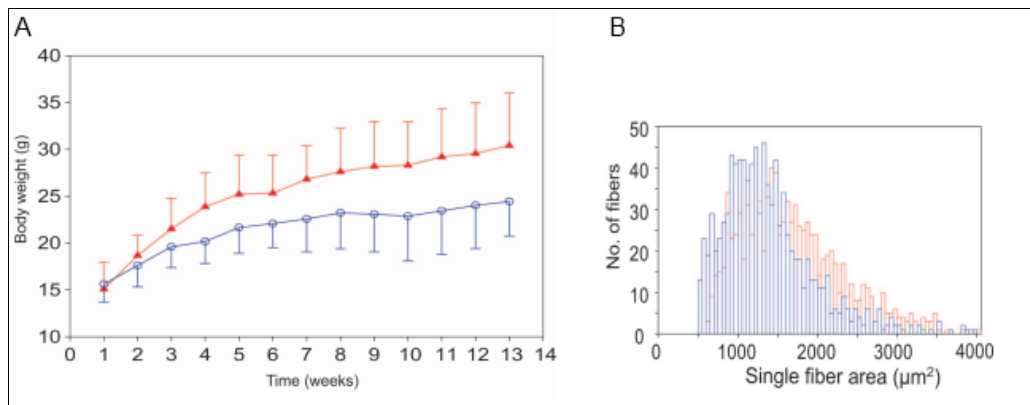 A
B
40
35
30
25
20
15
10
Body weight (g)
0 1 2 3 4 5 6 7 8 9 10 11 12 13 14
Time (weeks)
50
40
30
20
10
0
No. of fibers
0 1000 2000 3000 4000
Single fiber area (µm²)